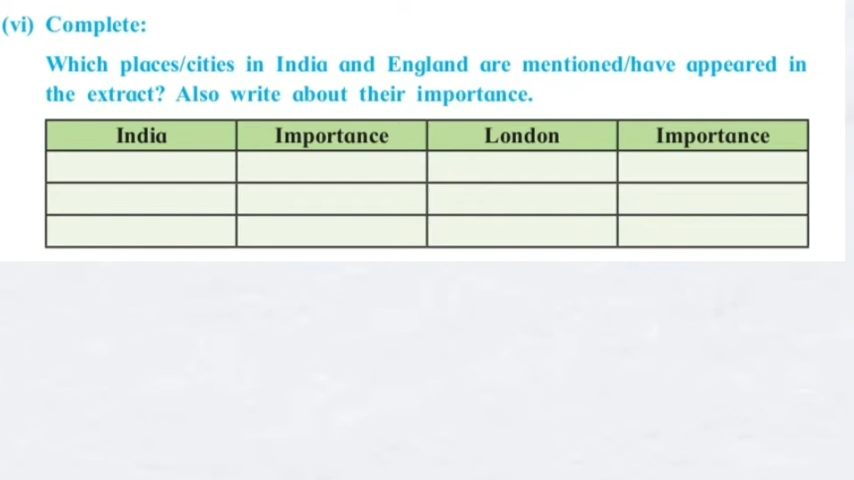 (vi) Complete:
Which places/cities in India and England are mentioned/have appeared in
the extract? Also write about their importance.
India Importance London Importance